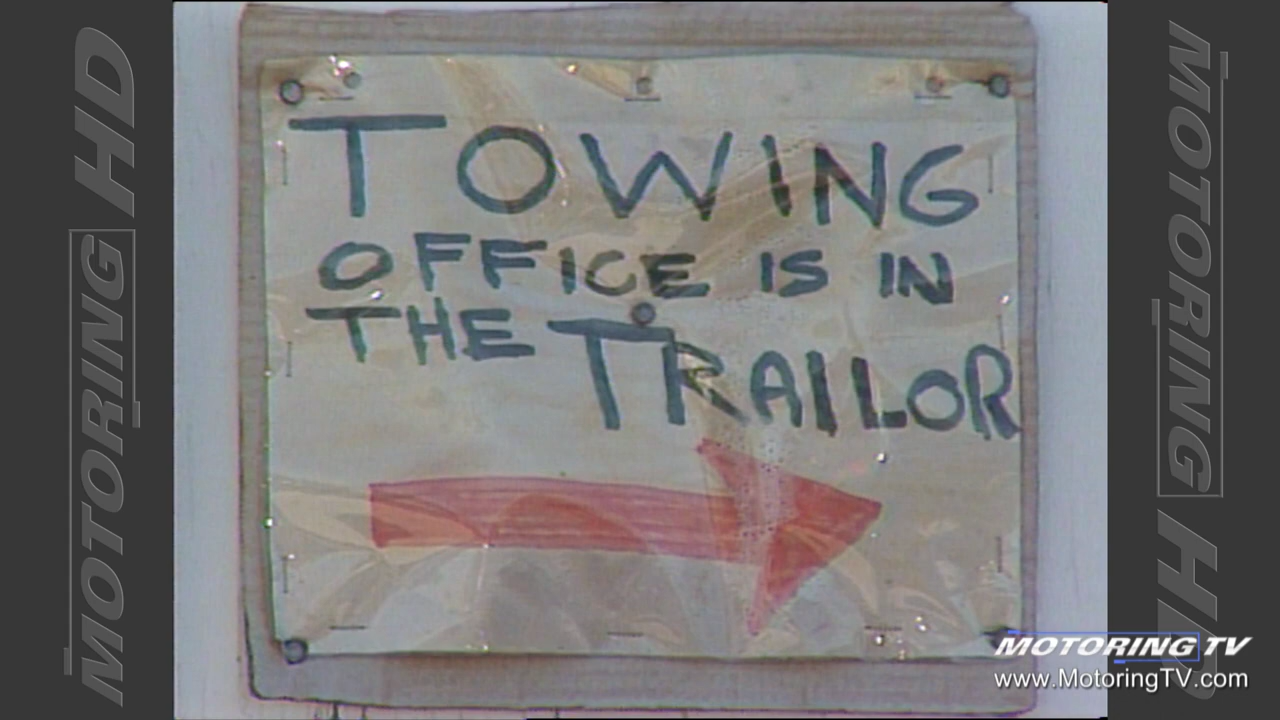 TOWING
OFFICE IS IN
THE TRAILOR
MOTORING HD
MOTORING HD
MOTORING TV
www.MotoringTV.com